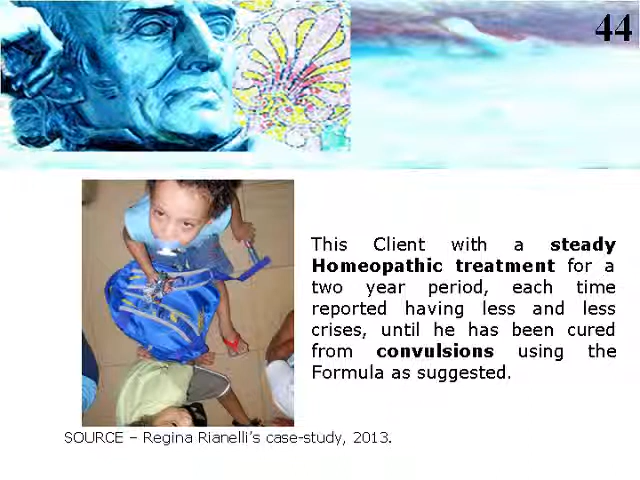 44
This Client with a steady
Homeopathic treatment for a
two year period, each time
reported having less and less
crises, until he has been cured
from convulsions using the
Formula as suggested.
SOURCE – Regina Rianelli's case-study, 2013.